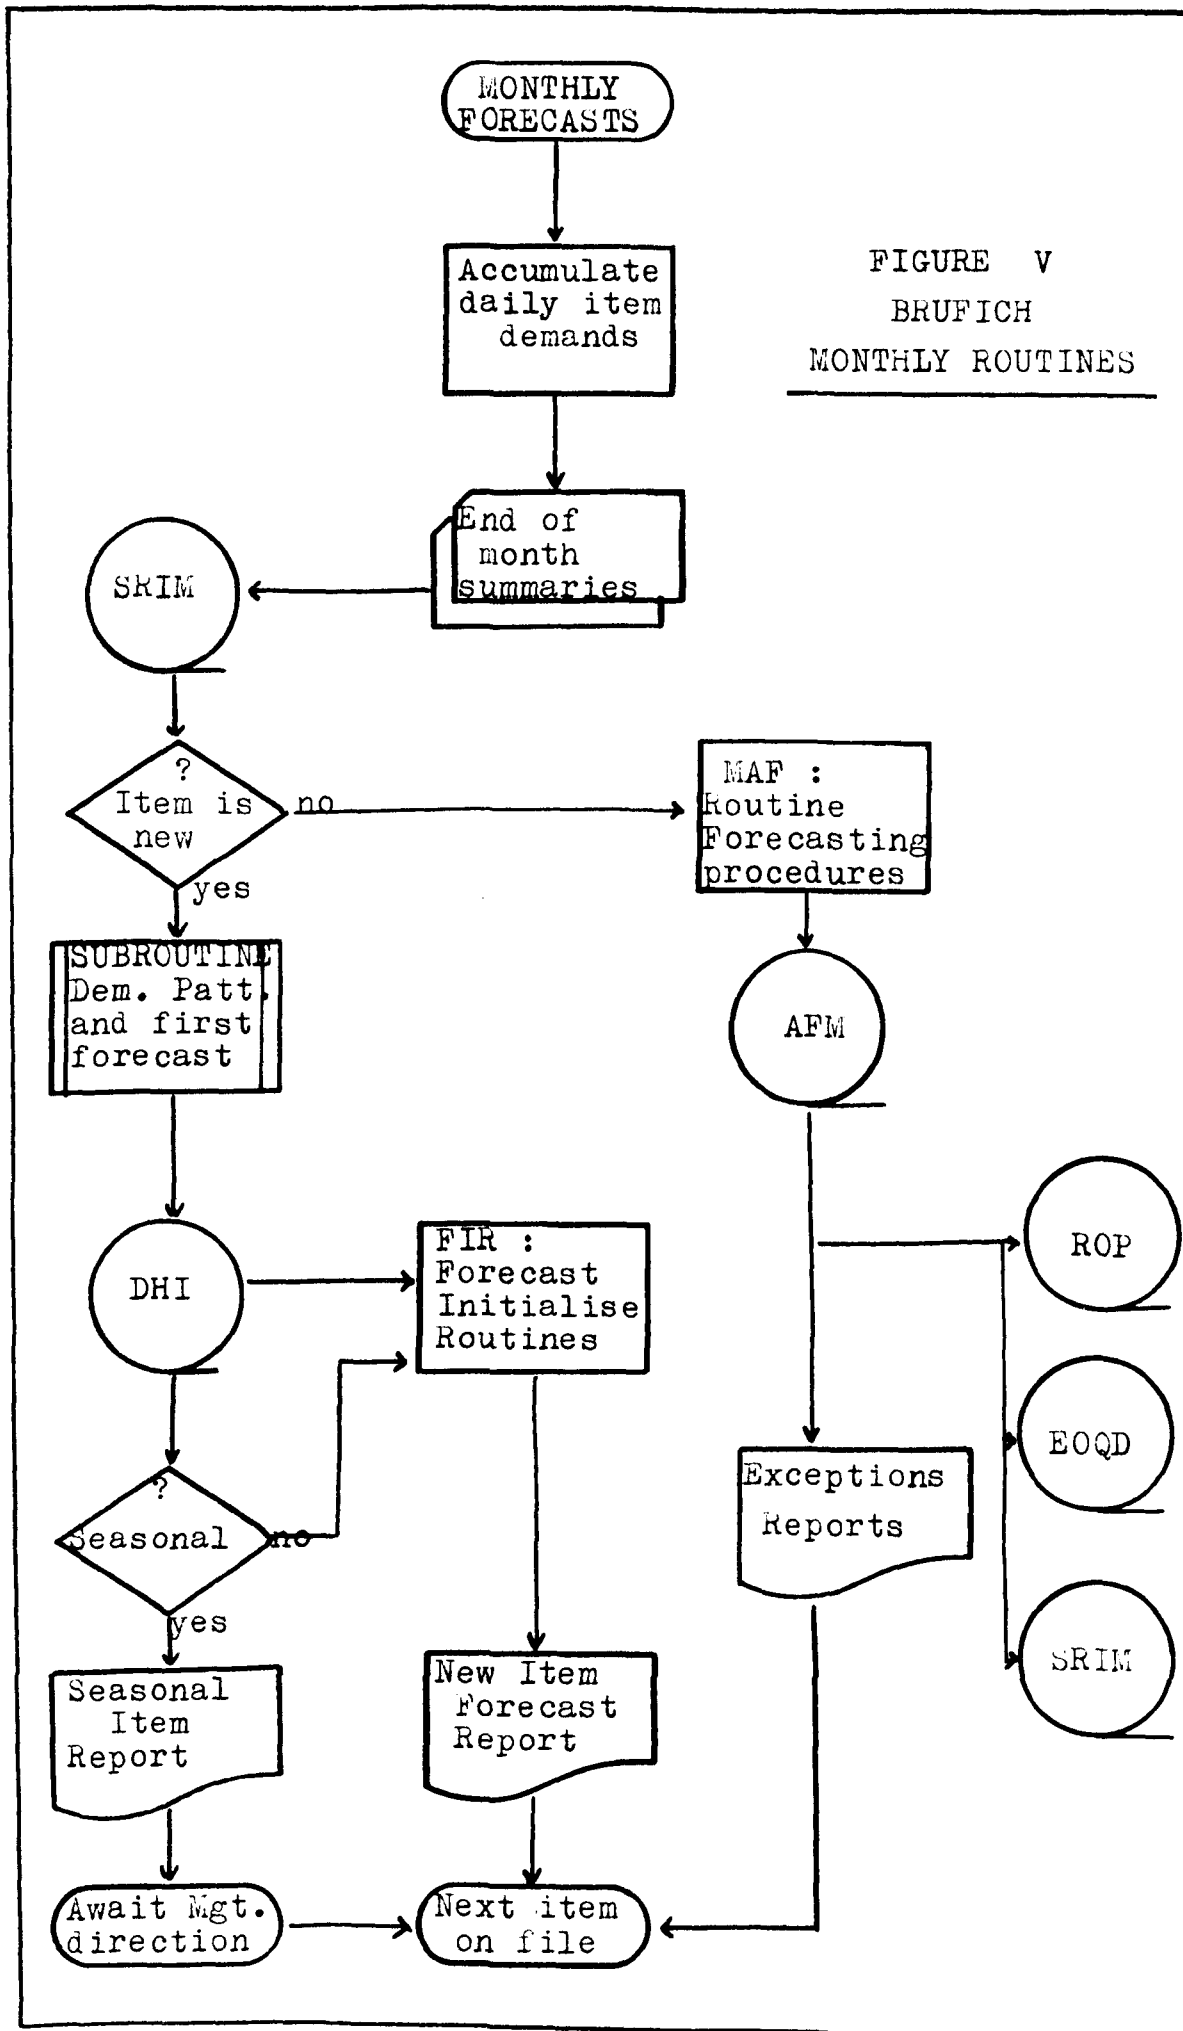 MONTHLY
FORECASTS
Accumulate
daily item
demands
FIGURE V
BRUFICH
MONTHLY ROUTINES
End of
month
summaries
SRIM
?
Item is
new
no
yes
MAF :
Routine
Forecasting
procedures
SUBROUTINE
Dem. Patt.
and first
forecast
AFM
DHI
FIR :
Forecast
Initialise
Routines
ROP
EOQD
SRIM
?
Seasonal
no
yes
Exceptions
Reports
Seasonal
Item
Report
New Item
Forecast
Report
Await Mgt.
direction
Next item
on file